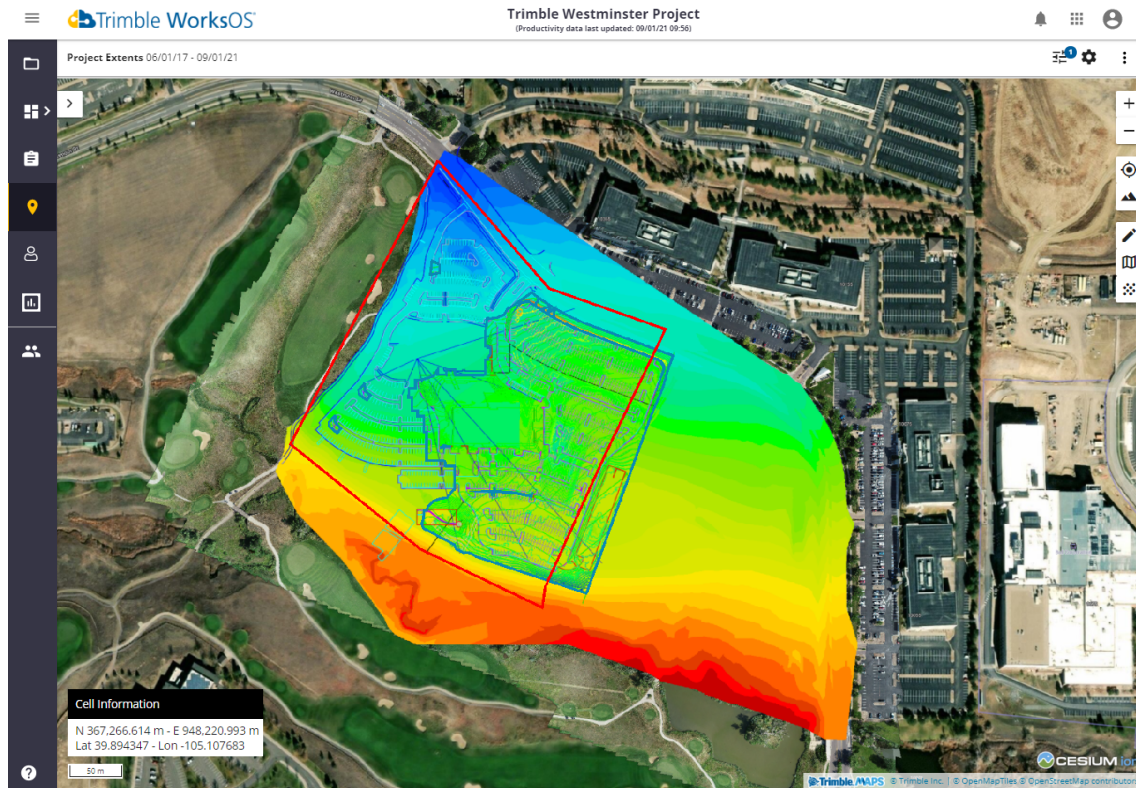 Trimble WorksOS
Trimble Westminster Project
(Productivity data last updated: 09/01/21 09:56)
Project Extents 06/01/17 - 09/01/21
1
Cell Information
N 367,266.614 m - E 948,220.993 m
Lat 39.894347 - Lon -105.107683
50 m
CESIUM ion
Trimble MAPS © Trimble Inc. | © OpenMapTiles © OpenStreetMap contributor